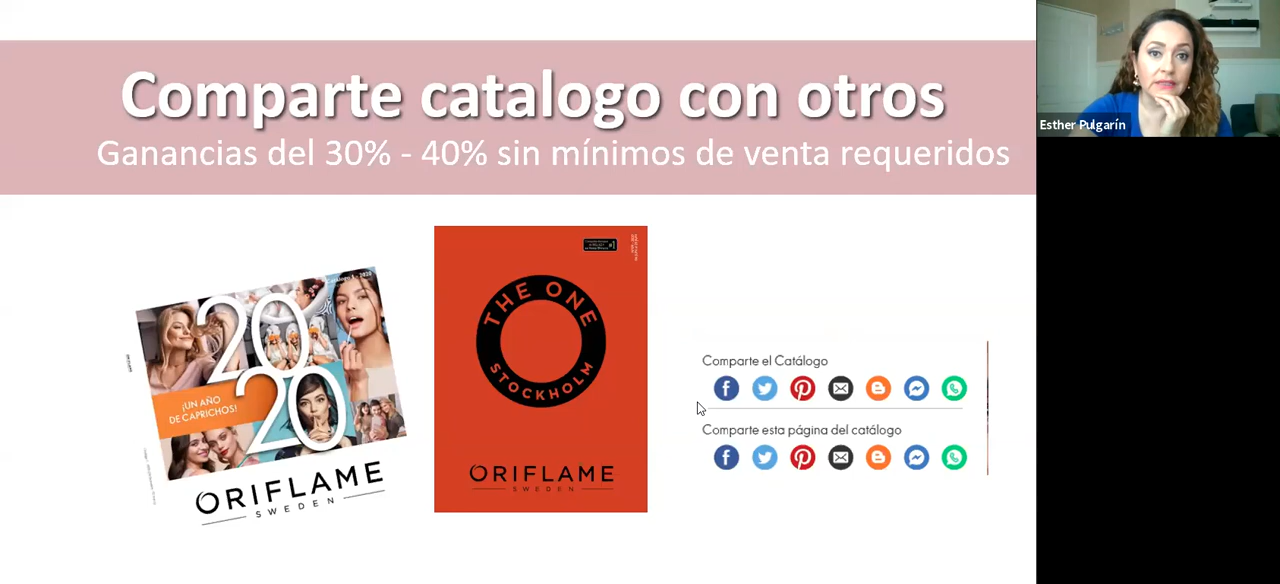 Comparte catalogo con otros
Ganancias del 30% - 40% sin mínimos de venta requeridos
Esther Pulgarín
2020
¡UN AÑO
DE CAPRICHOS!
ORIFLAME
SWEDEN
THE ONE
STOCKHOLM
ORIFLAME
SWEDEN
Comparte el Catálogo
Comparte esta página del catálogo